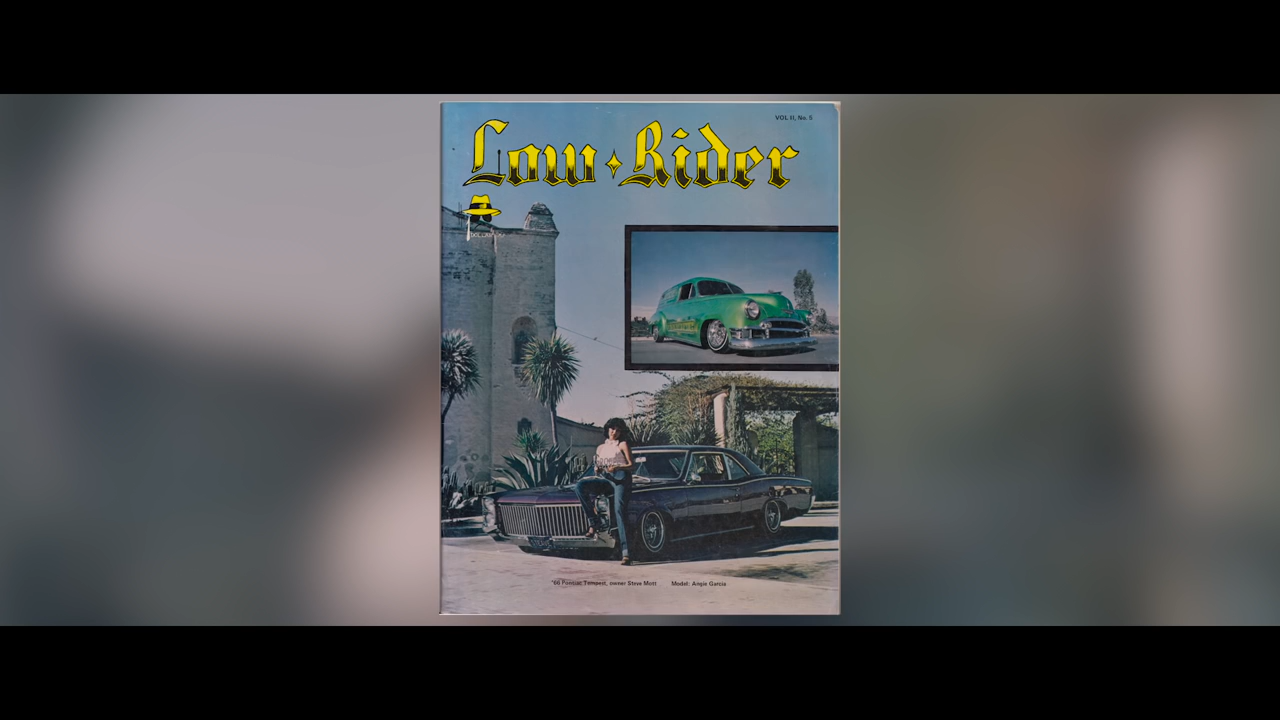 VOL II, No. 5
Low Rider
'66 Pontiac Tempest, owner Steve Mott Model: Angie Garcia